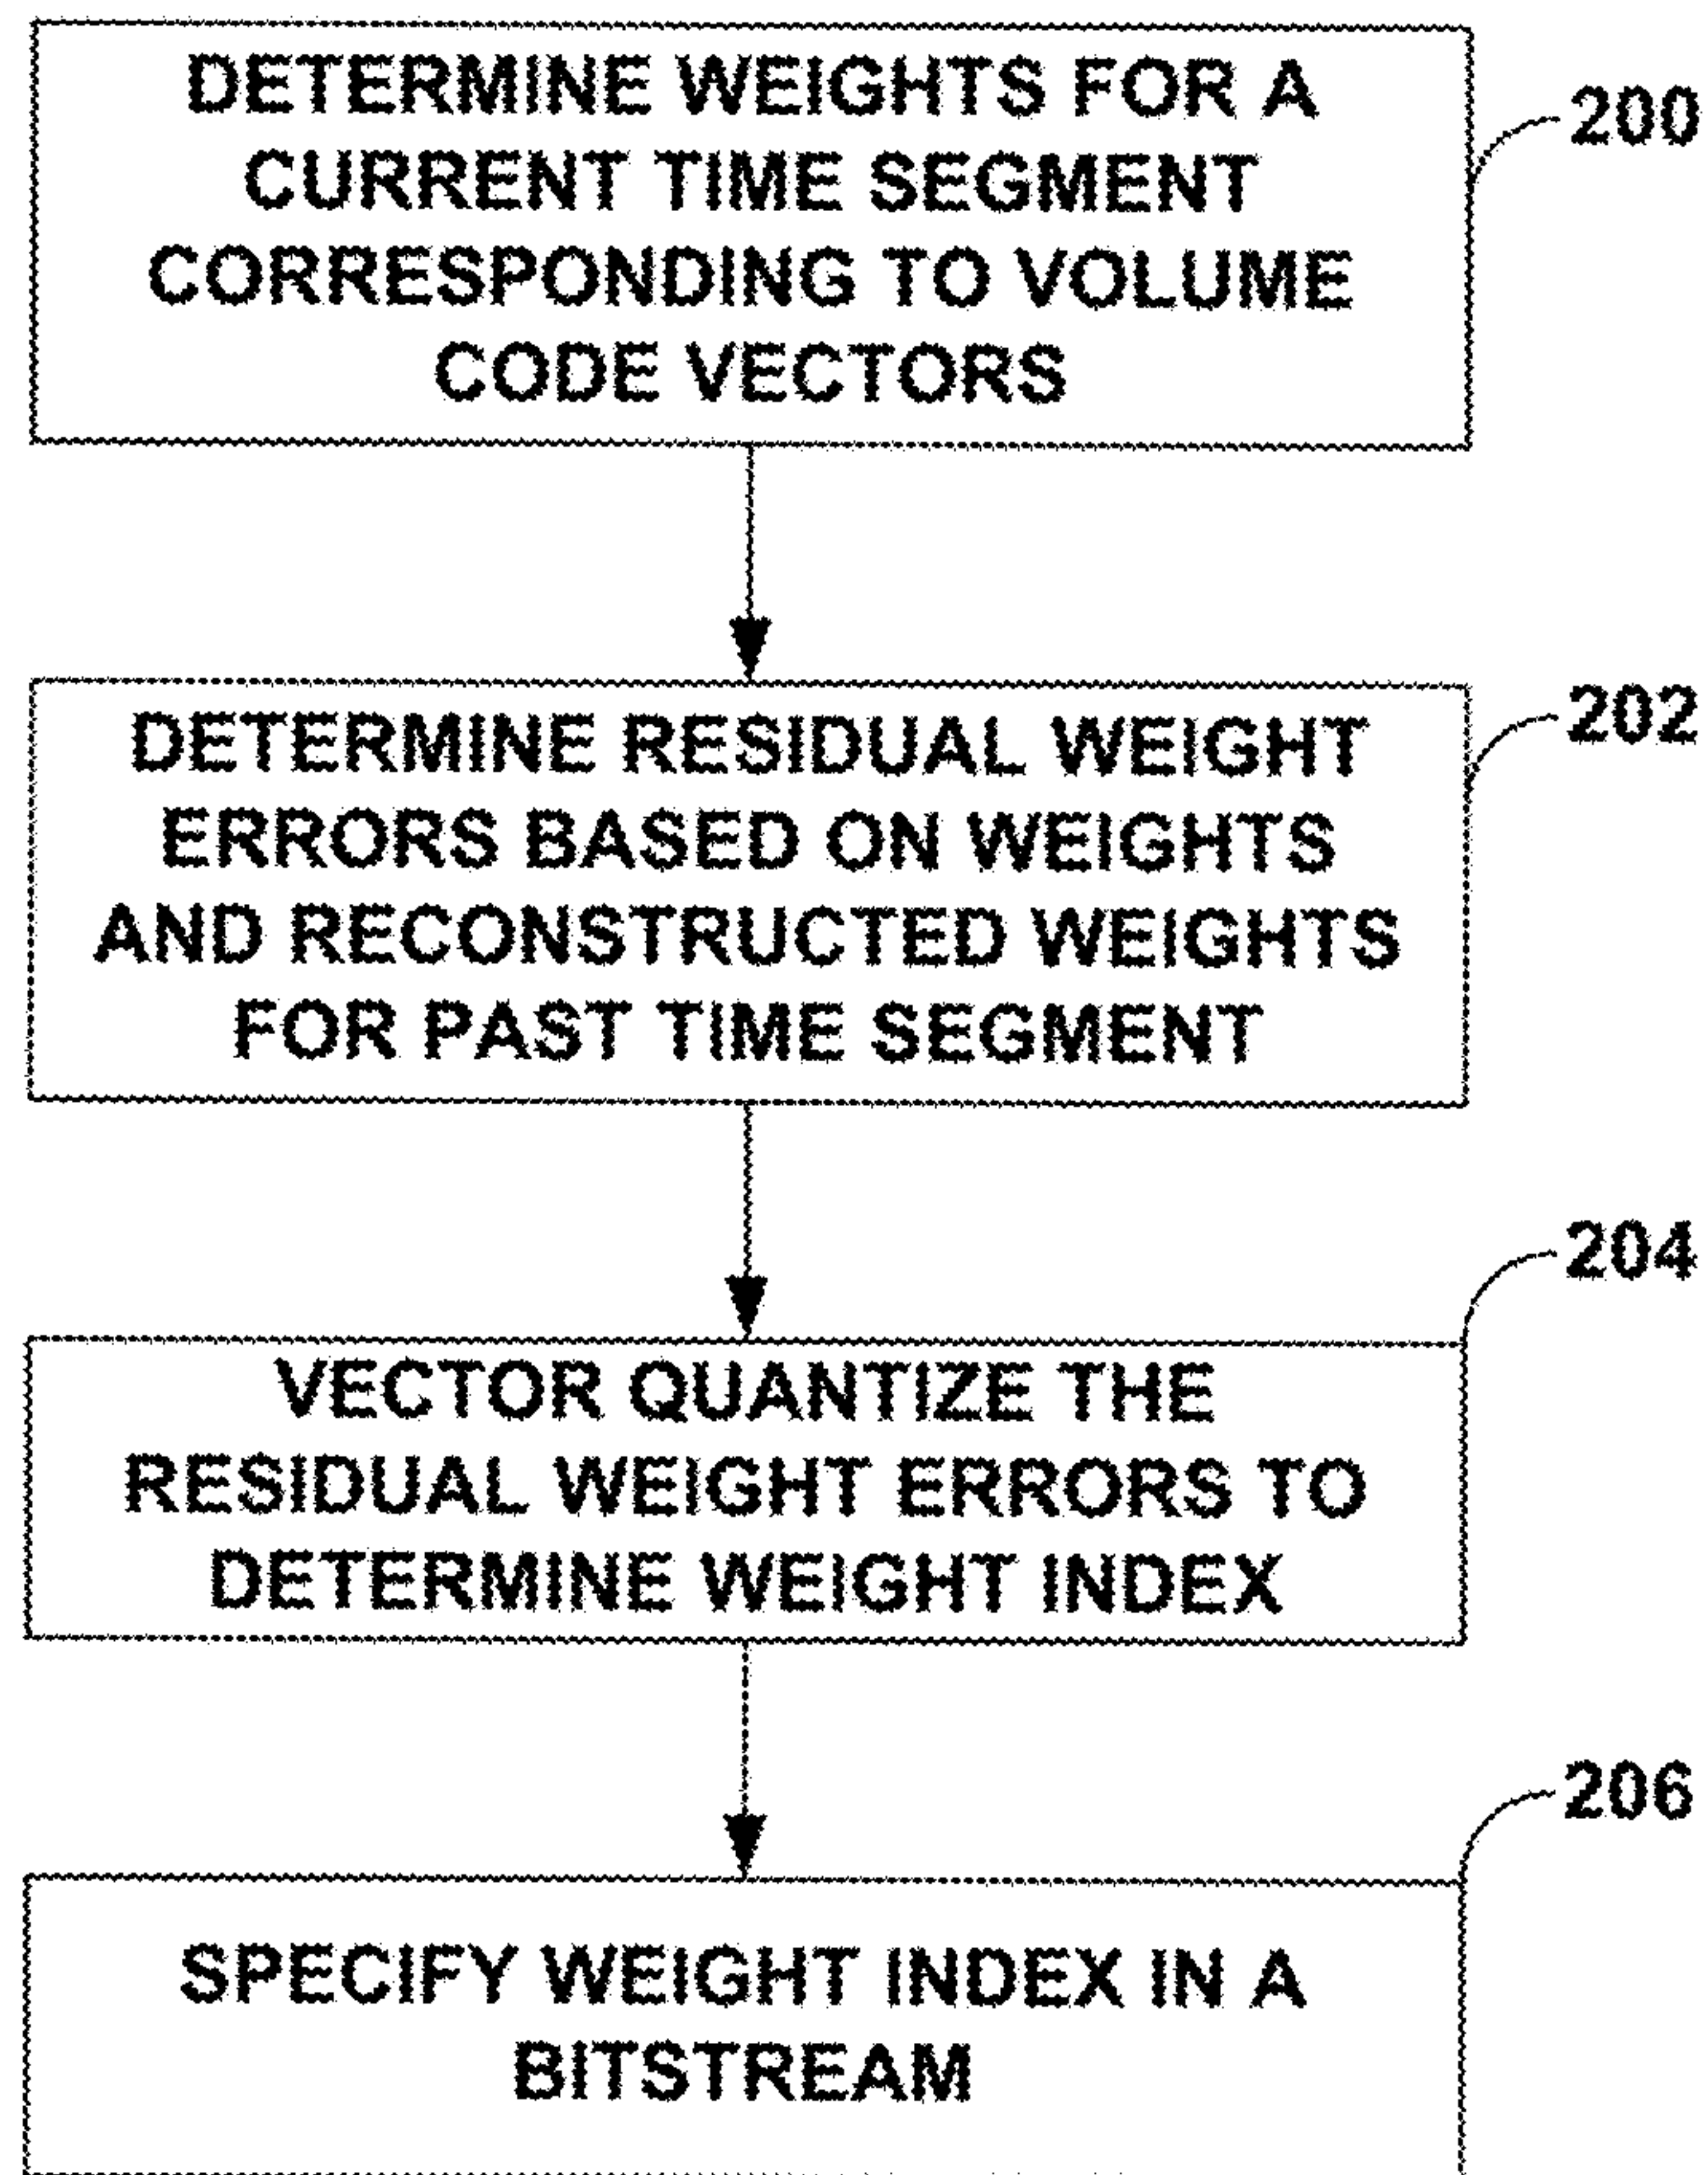 DETERMINE WEIGHTS FOR A
CURRENT TIME SEGMENT
CORRESPONDING TO VOLUME
CODE VECTORS
200
DETERMINE RESIDUAL WEIGHT
ERRORS BASED ON WEIGHTS
AND RECONSTRUCTED WEIGHTS
FOR PAST TIME SEGMENT
202
VECTOR QUANTIZE THE
RESIDUAL WEIGHT ERRORS TO
DETERMINE WEIGHT INDEX
204
SPECIFY WEIGHT INDEX IN A
BITSTREAM
206